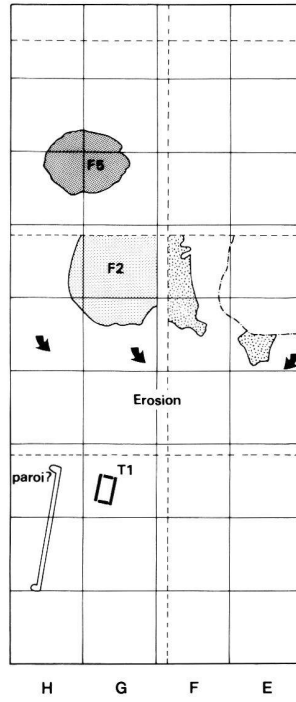 F5
F2
Erosion
paroi?
T1
H G F E